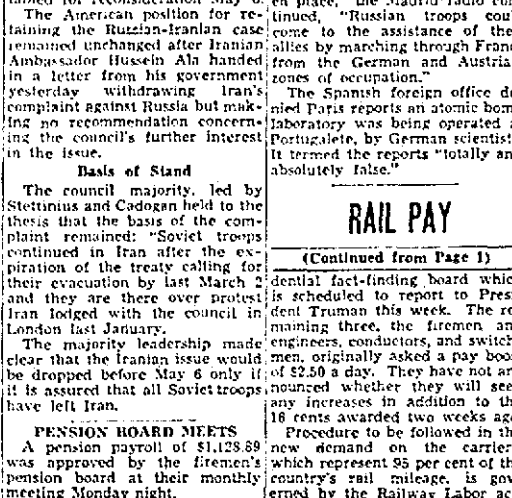 The American position for re-
taining the Russian-Iranian case
remained unchanged after Iranian
Ambassador Hussein Ala handed
in a letter from his government
yesterday withdrawing Iran's
complaint against Russia but mak-
ing no recommendation concern-
ing the council's further interest
in the issue.
Basis of Stand
The council majority, led by
Stettinius and Cadogan held to the
thesis that the basis of the com-
plaint remained: "Soviet troops
continued in Iran after the ex-
piration of the treaty calling for
their evacuation by last March 2
and they are there over protest
Iran lodged with the council in
London last January.
The majority leadership made
clear that the Iranian issue would
be dropped before May 6 only if
it is assured that all Soviet troops
have left Iran.
PENSION BOARD MEETS
A pension payroll of $1,128.89
was approved by the firemen's
pension board at their monthly
meeting Monday night.
en place," the Madrid radio con
tinued, "Russian troops coul
come to the assistance of the
allies by marching through Franc
from the German and Austria
zones of occupation."
The Spanish foreign office de
nied Paris reports an atomic bom
laboratory was being operated a
Portugalete, by German scientist
It termed the reports "totally an
absolutely false."
RAIL PAY
(Continued from Page 1)
dential fact-finding board whic
is scheduled to report to Pres
dent Truman this week. The re
maining three, the firemen an
engineers, conductors, and switch
men, originally asked a pay boos
of $2.50 a day. They have not an
nounced whether they will see
any increases in addition to th
16 cents awarded two weeks ag
Procedure to be followed in th
new demand on the carrier
which represent 95 per cent of th
country's rail mileage, is gov
erned by the Railway Labor ac